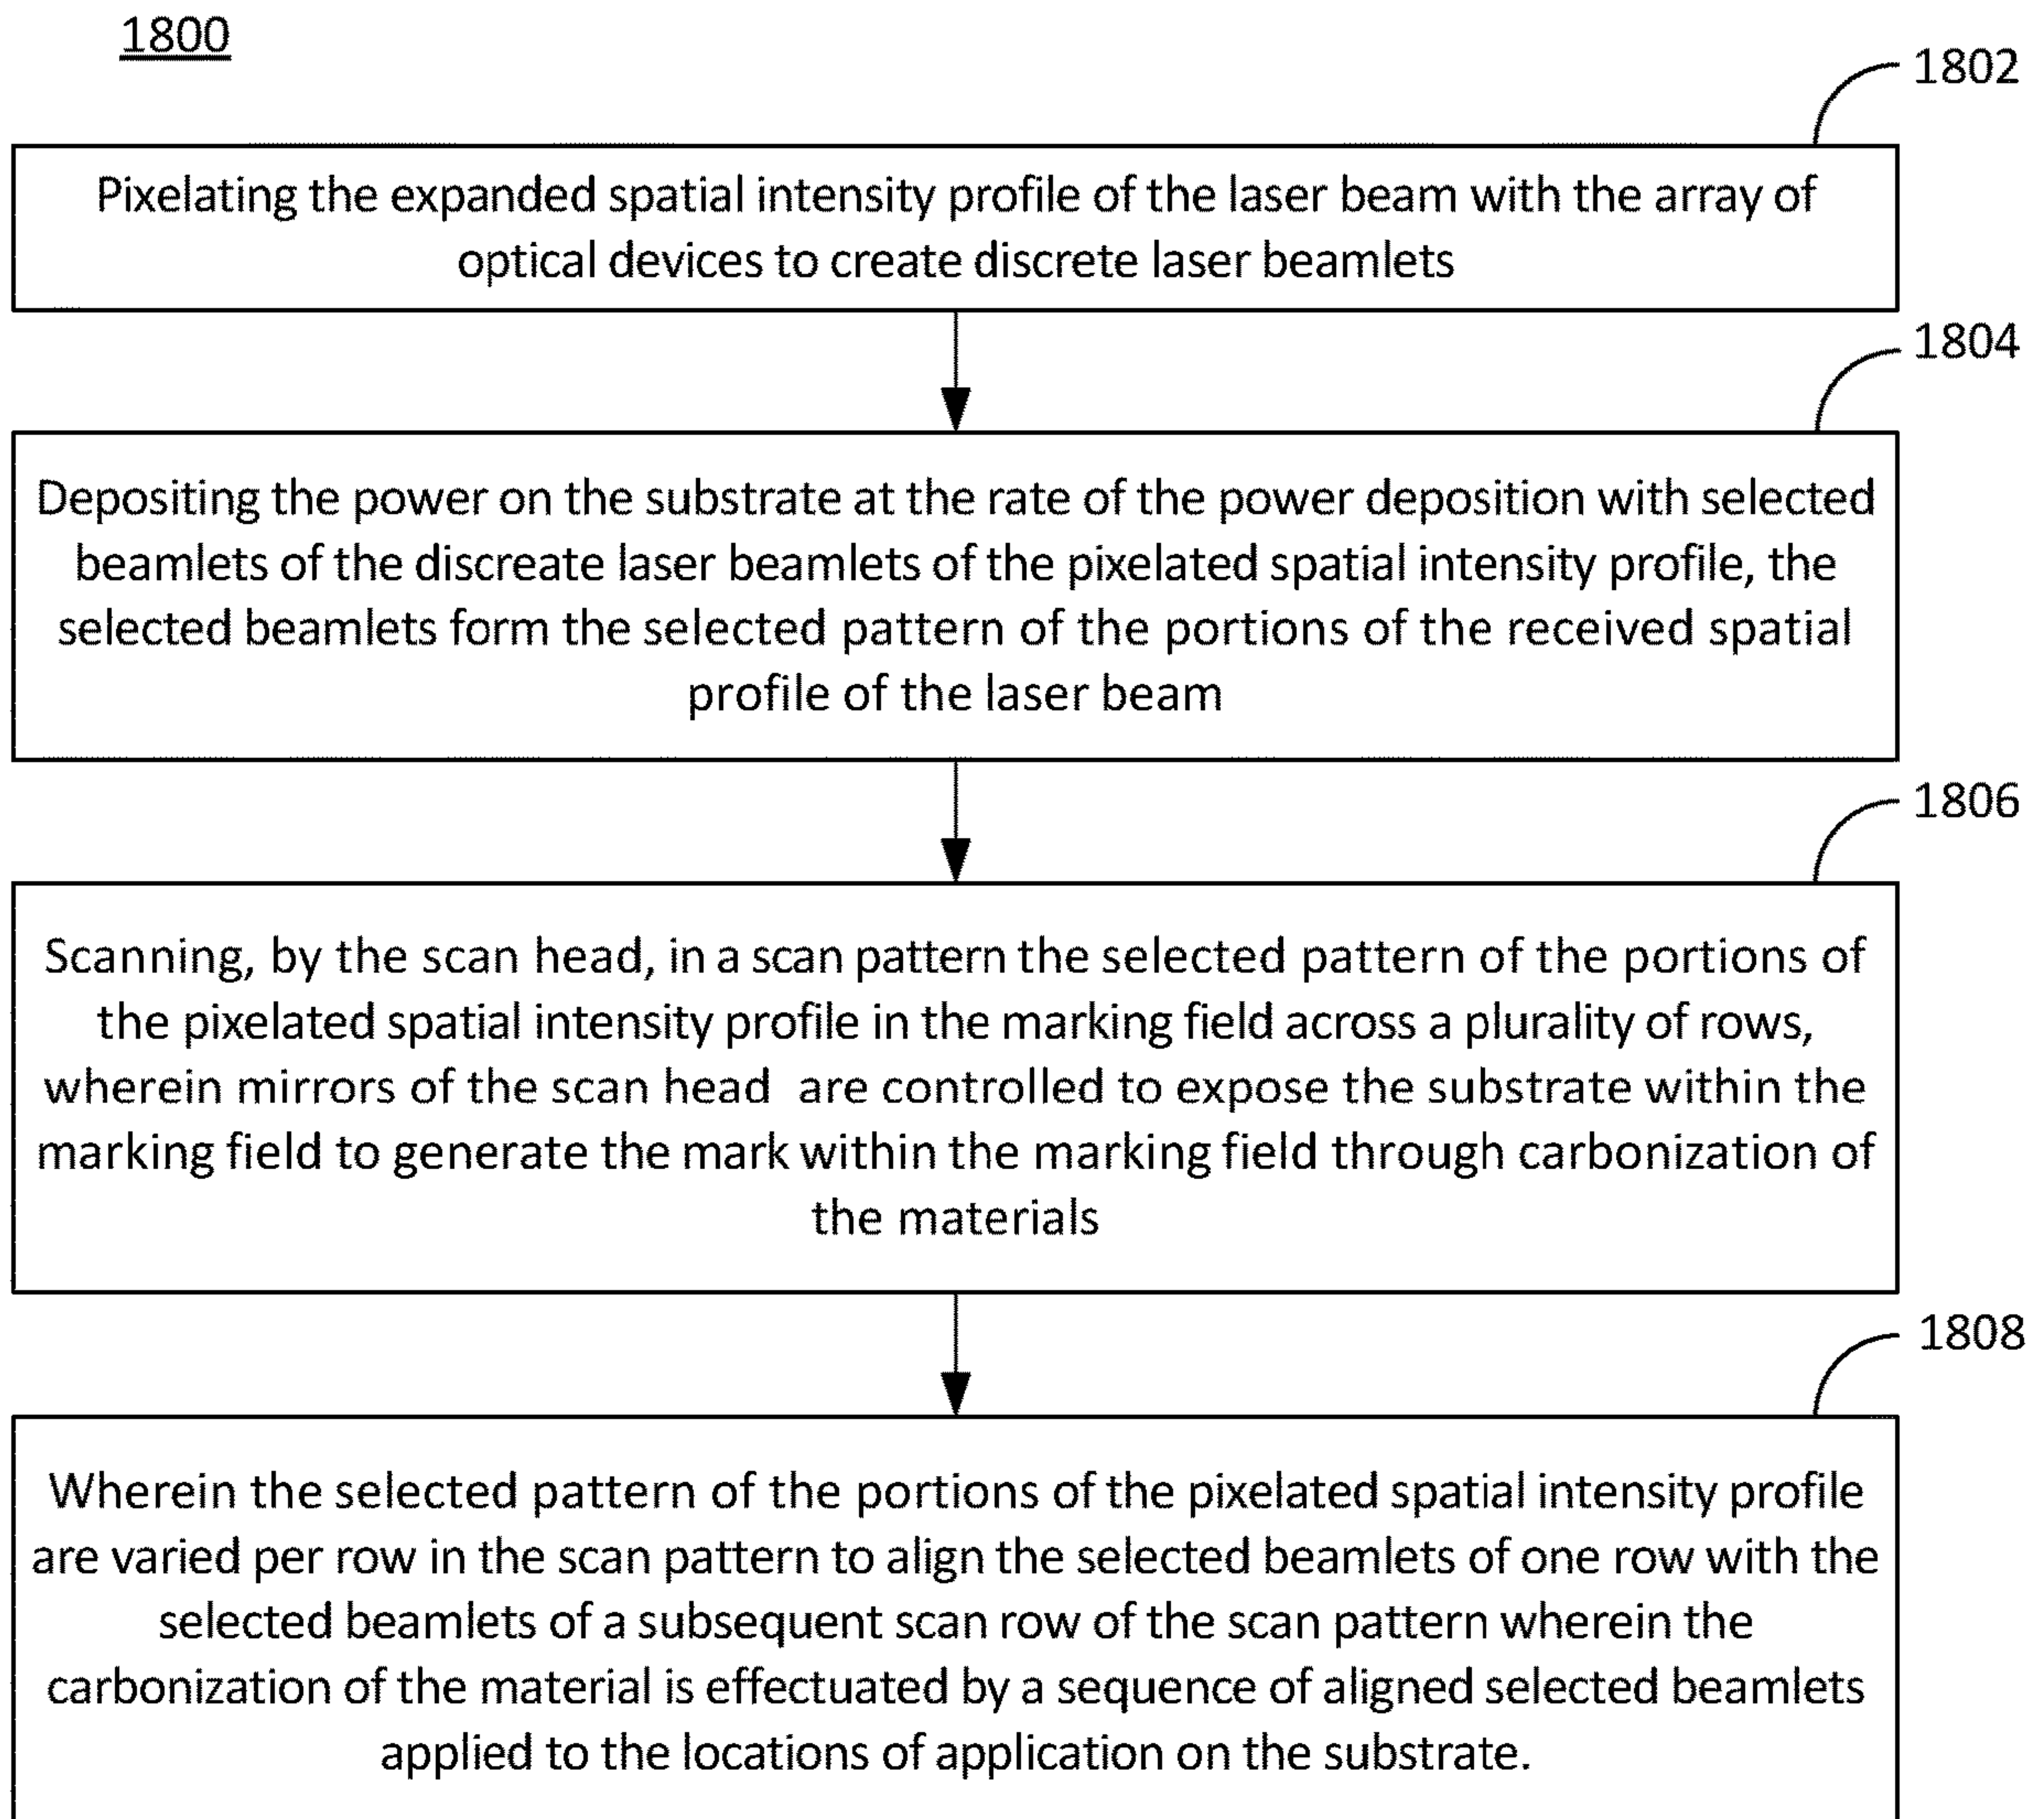 1800
1802
Pixelating the expanded spatial intensity profile of the laser beam with the array of
optical devices to create discrete laser beamlets
1804
Depositing the power on the substrate at the rate of the power deposition with selected
beamlets of the discreate laser beamlets of the pixelated spatial intensity profile, the
selected beamlets form the selected pattern of the portions of the received spatial
profile of the laser beam
1806
Scanning, by the scan head, in a scan pattern the selected pattern of the portions of
the pixelated spatial intensity profile in the marking field across a plurality of rows,
wherein mirrors of the scan head are controlled to expose the substrate within the
marking field to generate the mark within the marking field through carbonization of
the materials
1808
Wherein the selected pattern of the portions of the pixelated spatial intensity profile
are varied per row in the scan pattern to align the selected beamlets of one row with the
selected beamlets of a subsequent scan row of the scan pattern wherein the
carbonization of the material is effectuated by a sequence of aligned selected beamlets
applied to the locations of application on the substrate.